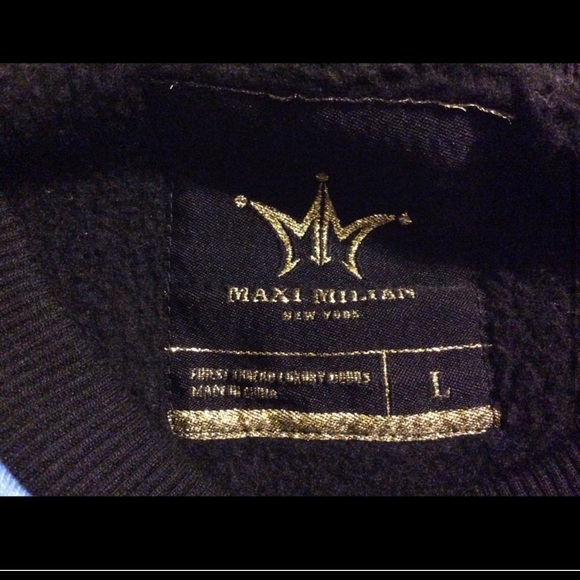 MAXI MILIAN
NEW YORK
FINEST THREAD LUXURY GOODS
MADE IN CHINA
L